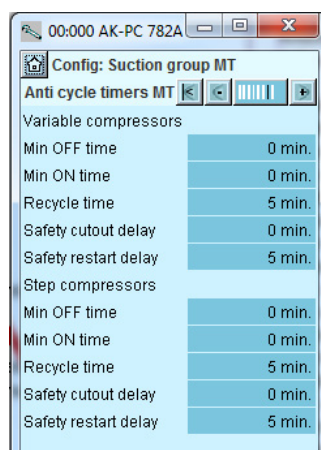 00:000 AK-PC 782A
Config: Suction group MT
Anti cycle timers MT
Variable compressors
Min OFF time 0 min.
Min ON time 0 min.
Recycle time 5 min.
Safety cutout delay 0 min.
Safety restart delay 5 min.
Step compressors
Min OFF time 0 min.
Min ON time 0 min.
Recycle time 5 min.
Safety cutout delay 0 min.
Safety restart delay 5 min.